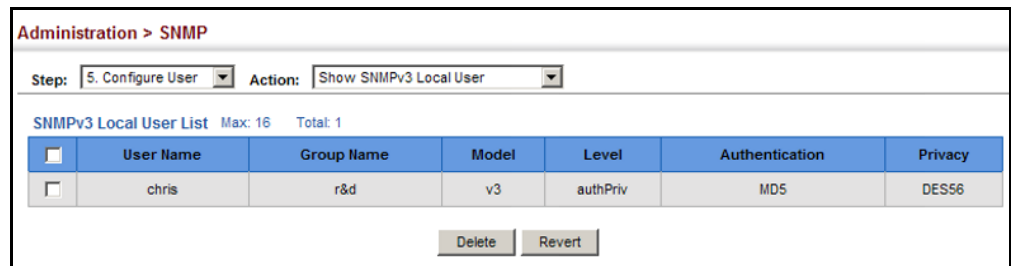 Administration > SNMP
Step: 5. Configure User Action: Show SNMPv3 Local User
SNMPv3 Local User List Max: 16 Total: 1
User Name Group Name Model Level Authentication Privacy
chris r&d v3 authPriv MD5 DES56
Delete Revert